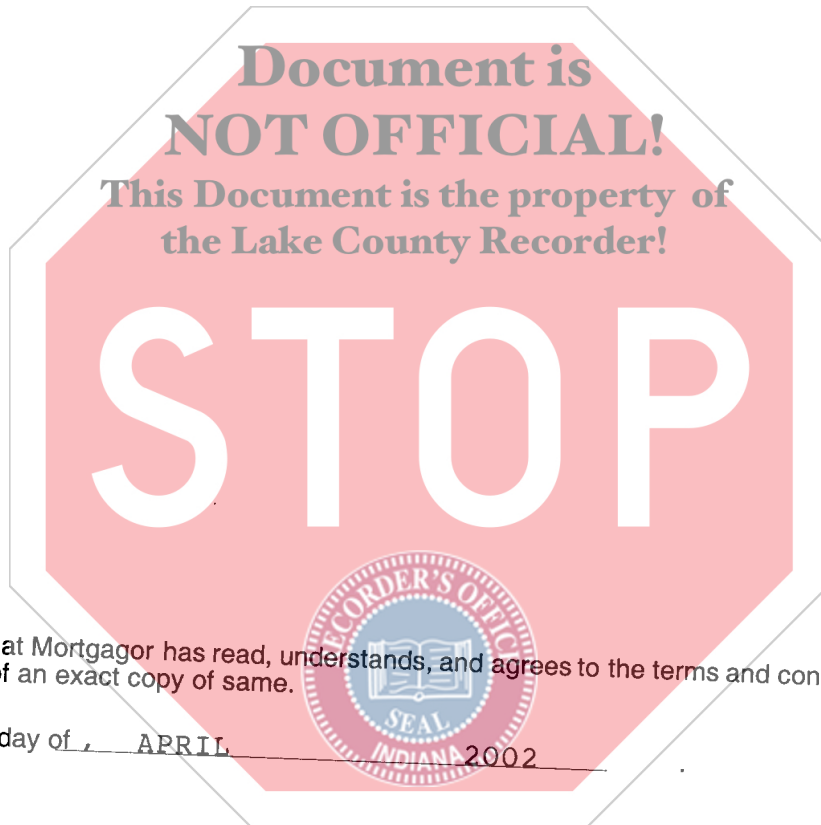 Document is
NOT OFFICIAL!
This Document is the property of
the Lake County Recorder!
STOP
RECORDER'S OFFICE
at Mortgagor has read, understands, and agrees to the terms and con
of an exact copy of same.
SEAL
INDIANA
day of , APRIL 2002 .